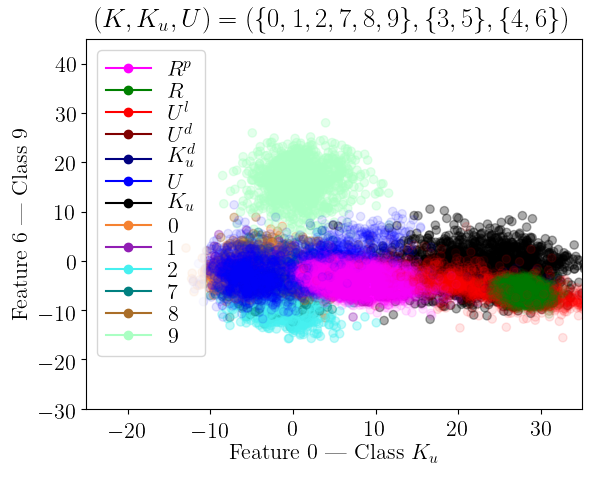 (K, K_u, U) = ({0, 1, 2, 7, 8, 9}, {3, 5}, {4, 6})
R^p
R
U^l
U^d
K_u^d
U
K_u
0
1
2
7
8
9
40
30
20
10
0
−10
−20
−30
Feature 6 — Class 9
−20
−10
0
10
20
30
Feature 0 — Class K_u